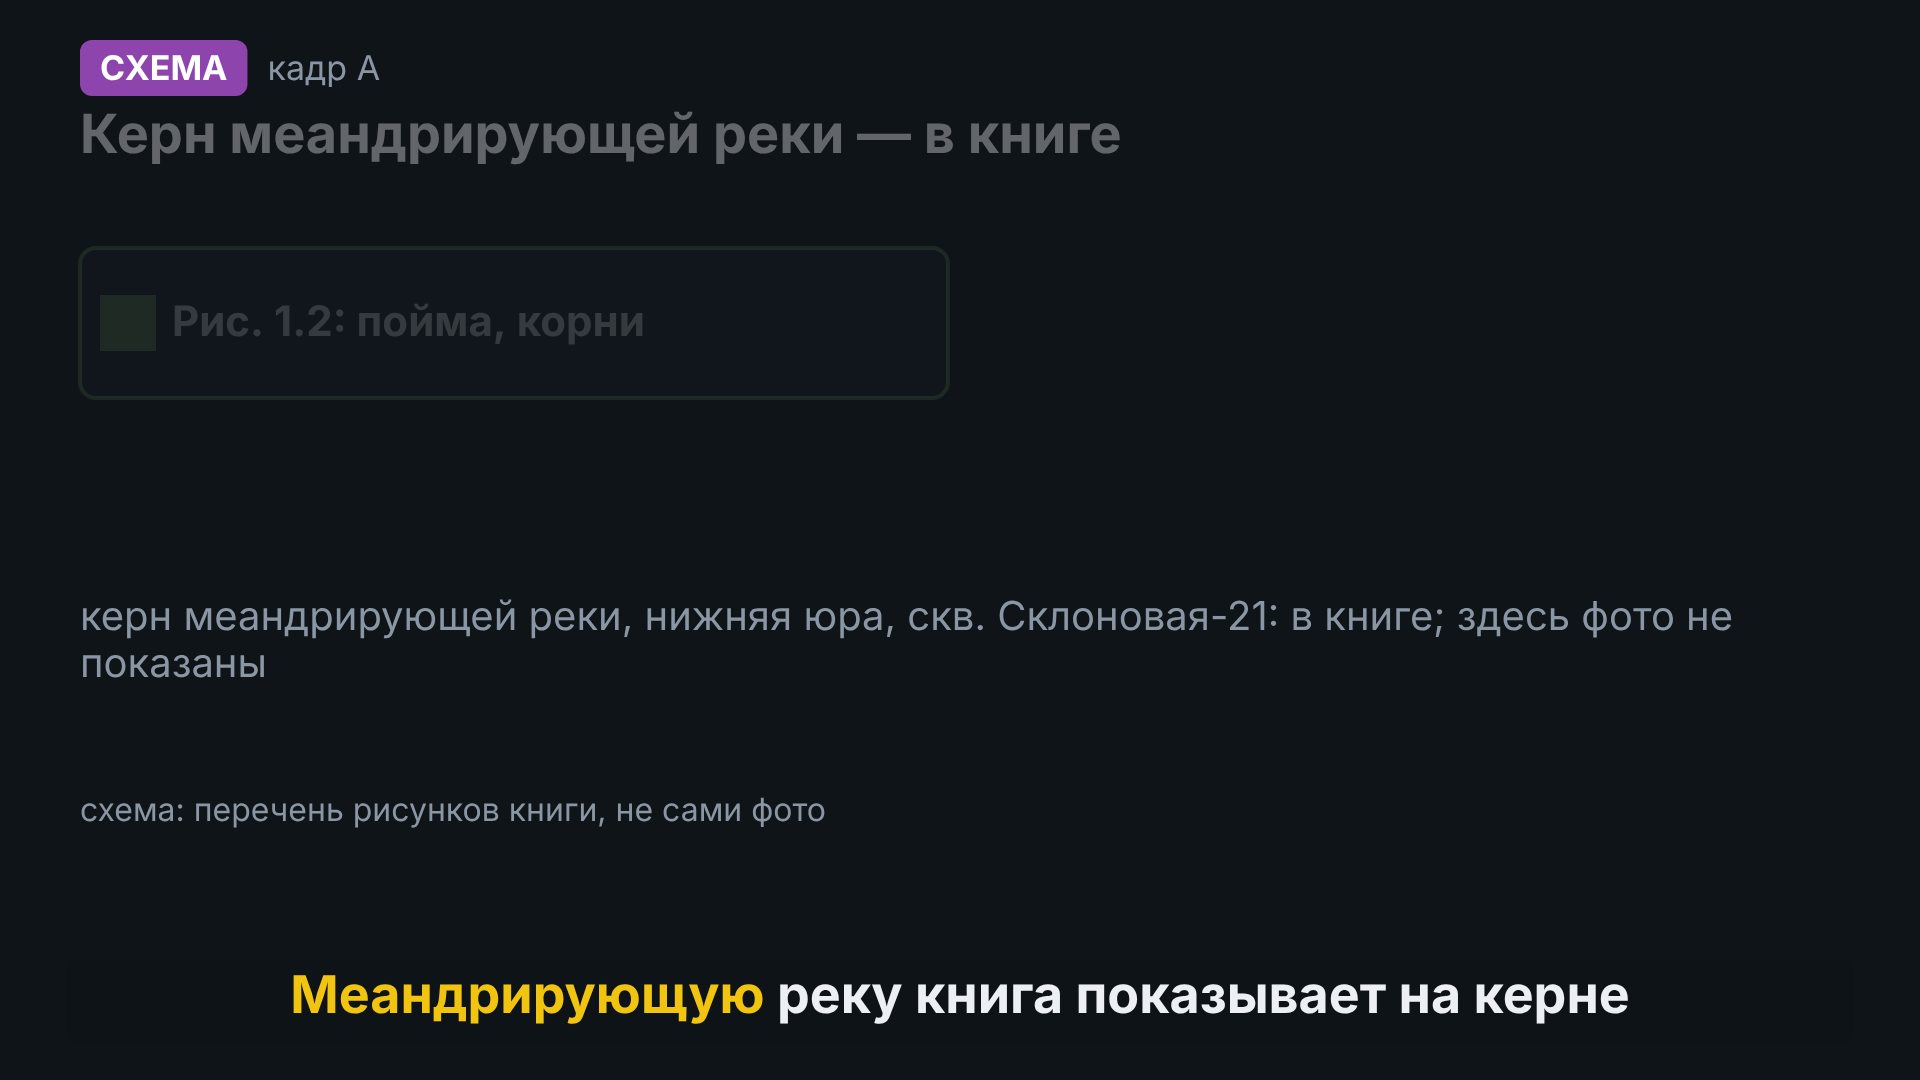 СХЕМА кадр А
Керн меандрирующей реки — в книге
Рис. 1.2: пойма, корни
керн меандрирующей реки, нижняя юра, скв. Склоновая-21: в книге; здесь фото не
показаны
схема: перечень рисунков книги, не сами фото
Меандрирующую реку книга показывает на керне